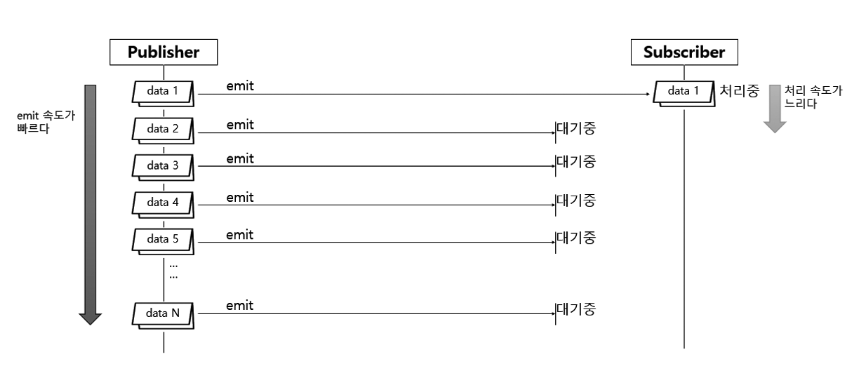 Publisher
Subscriber
data 1
emit
data 1
처리중
처리 속도가
느리다
emit 속도가
빠르다
data 2
emit
대기중
data 3
emit
대기중
data 4
emit
대기중
data 5
emit
대기중
...
...
data N
emit
대기중